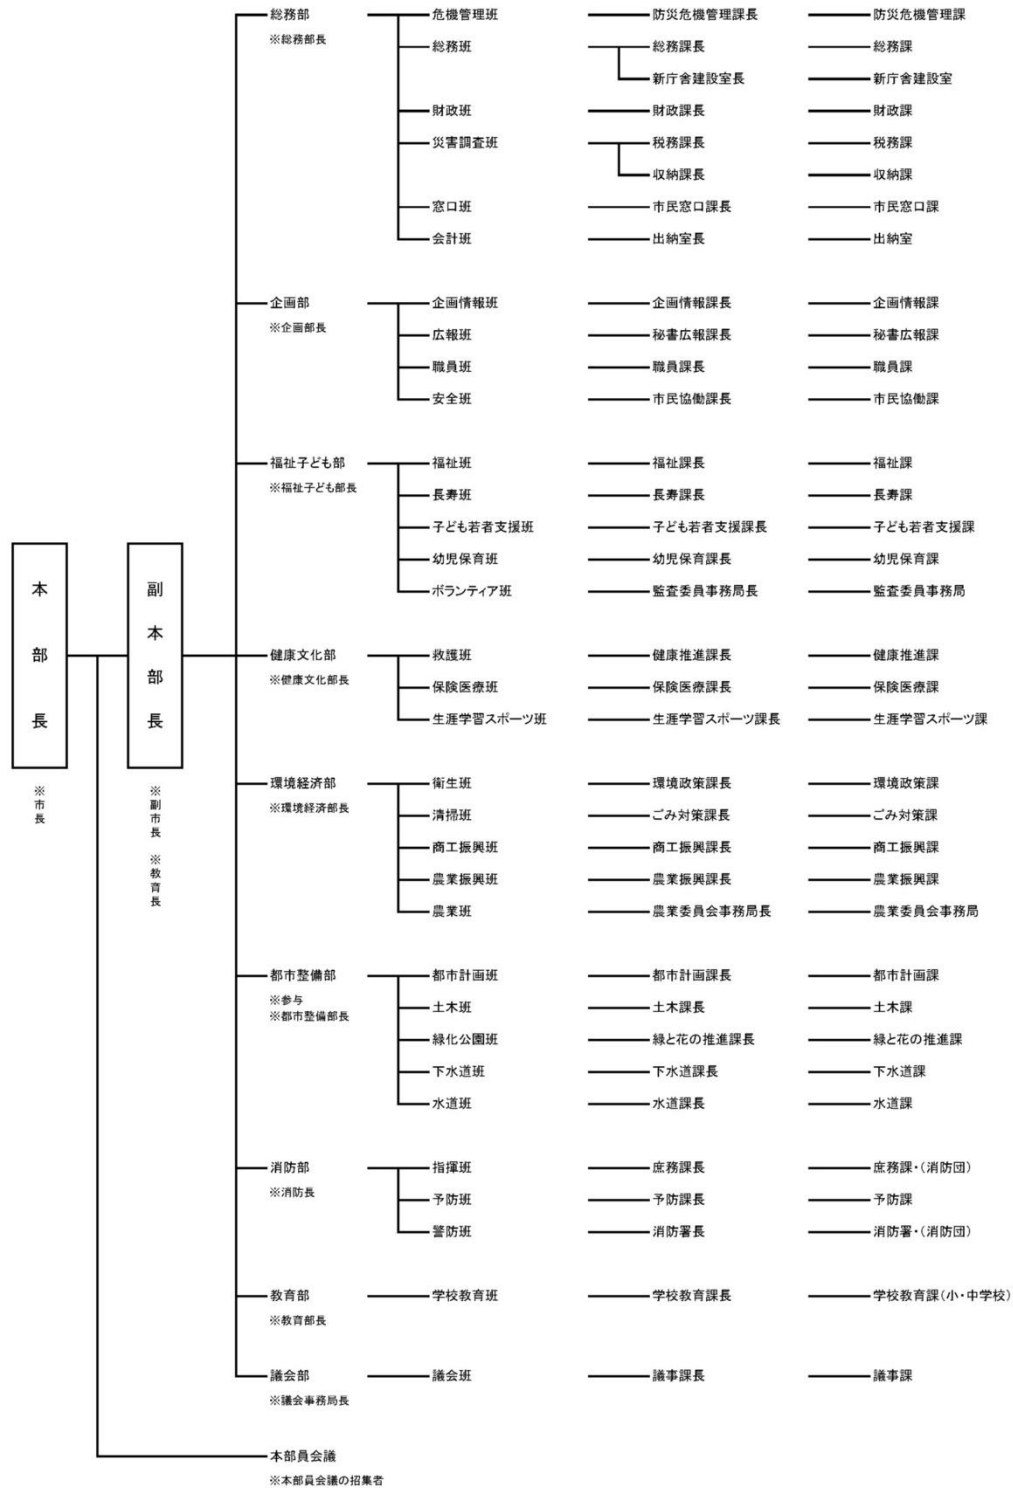 総務部 危機管理班 防災危機管理課長 防災危機管理課
※総務部長
総務班 総務課長 総務課
新庁舎建設室長 新庁舎建設室
財政班 財政課長 財政課
災害調査班 税務課長 税務課
収納課長 収納課
窓口班 市民窓口課長 市民窓口課
会計班 出納室長 出納室
企画部 企画情報班 企画情報課長 企画情報課
※企画部長
広報班 秘書広報課長 秘書広報課
職員班 職員課長 職員課
安全班 市民協働課長 市民協働課
福祉子ども部 福祉班 福祉課長 福祉課
※福祉子ども部長
長寿班 長寿課長 長寿課
子ども若者支援班 子ども若者支援課長 子ども若者支援課
幼児保育班 幼児保育課長 幼児保育課
ボランティア班 監査委員事務局長 監査委員事務局
本部長
※市長
副本部長
※副市長 ※教育長
健康文化部 救護班 健康推進課長 健康推進課
※健康文化部長
保険医療班 保険医療課長 保険医療課
生涯学習スポーツ班 生涯学習スポーツ課長 生涯学習スポーツ課
環境経済部 衛生班 環境政策課長 環境政策課
※環境経済部長
清掃班 ごみ対策課長 ごみ対策課
商工振興班 商工振興課長 商工振興課
農業振興班 農業振興課長 農業振興課
農業班 農業委員会事務局長 農業委員会事務局
都市整備部 都市計画班 都市計画課長 都市計画課
※参与
※都市整備部長
土木班 土木課長 土木課
緑化公園班 緑と花の推進課長 緑と花の推進課
下水道班 下水道課長 下水道課
水道班 水道課長 水道課
消防部 指揮班 庶務課長 庶務課・(消防団)
※消防長
予防班 予防課長 予防課
警防班 消防署長 消防署・(消防団)
教育部 学校教育班 学校教育課長 学校教育課(小・中学校)
※教育部長
議会部 議会班 議事課長 議事課
※議会事務局長
本部員会議
※本部員会議の招集者